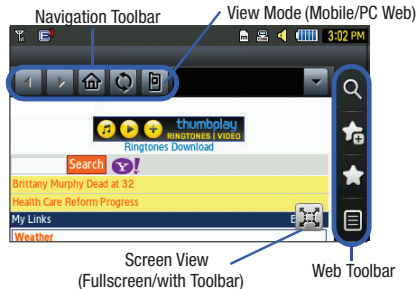 Navigation Toolbar
View Mode (Mobile/PC Web)
3:02 PM
thumbplay
RINGTONES | VIDEO
Ringtones Download
Search Y!
Brittany Murphy Dead at 32
Health Care Reform Progress
My Links E
Weather
Screen View
(Fullscreen/with Toolbar)
Web Toolbar